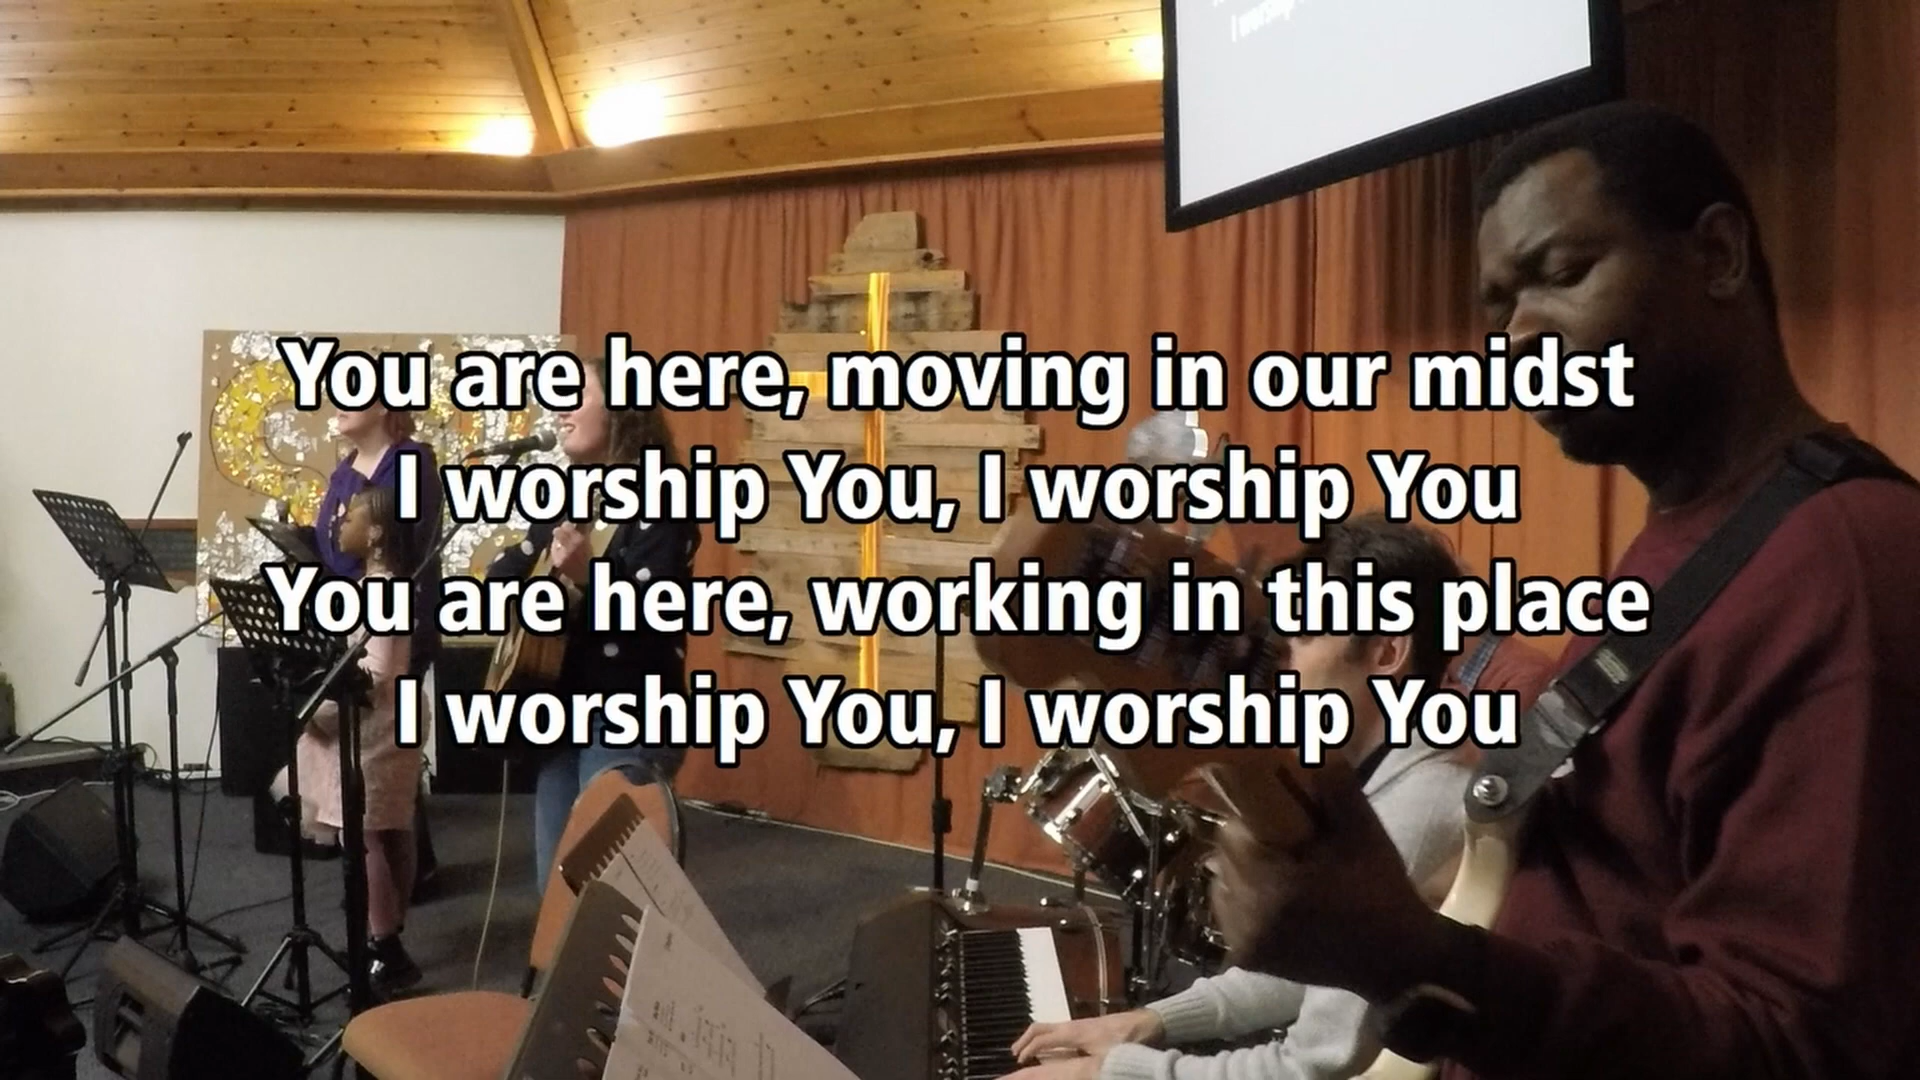 I worship
You are here, moving in our midst
I worship You, I worship You
You are here, working in this place
I worship You, I worship You